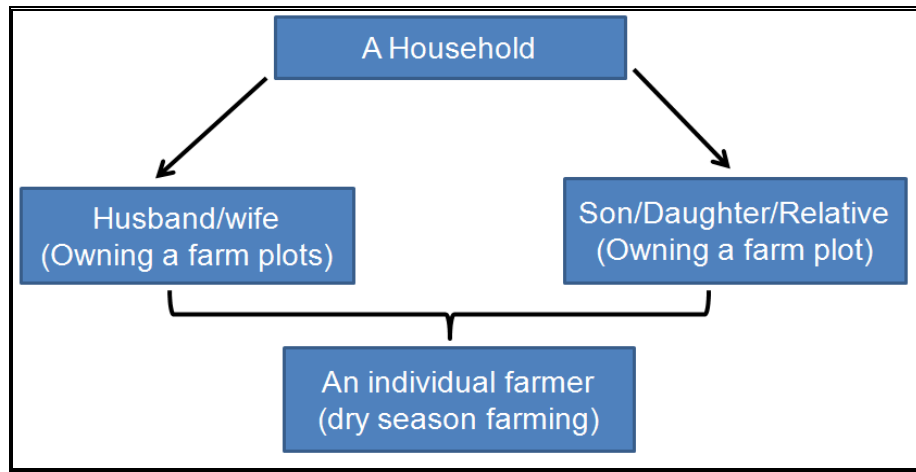 A Household
Husband/wife
(Owning a farm plots)
Son/Daughter/Relative
(Owning a farm plot)
An individual farmer
(dry season farming)